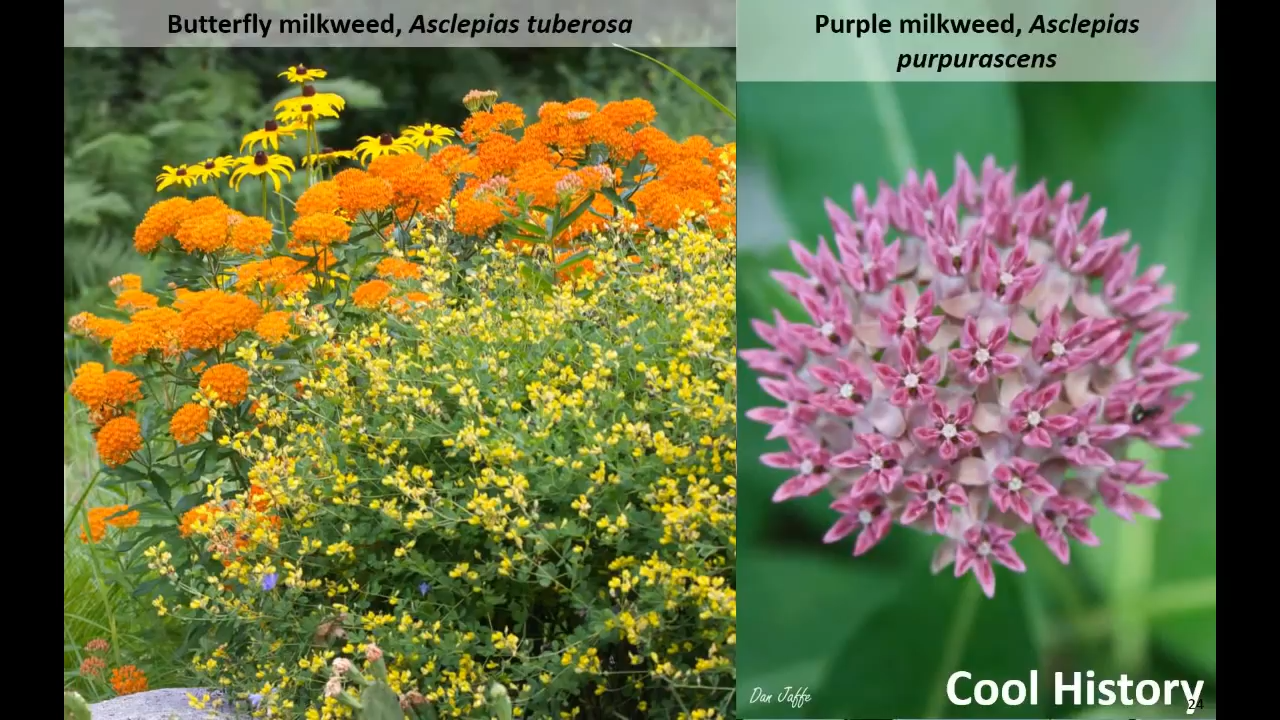 Butterfly milkweed, Asclepias tuberosa
Purple milkweed, Asclepias
purpurascens
Dan Jaffe
Cool History
24